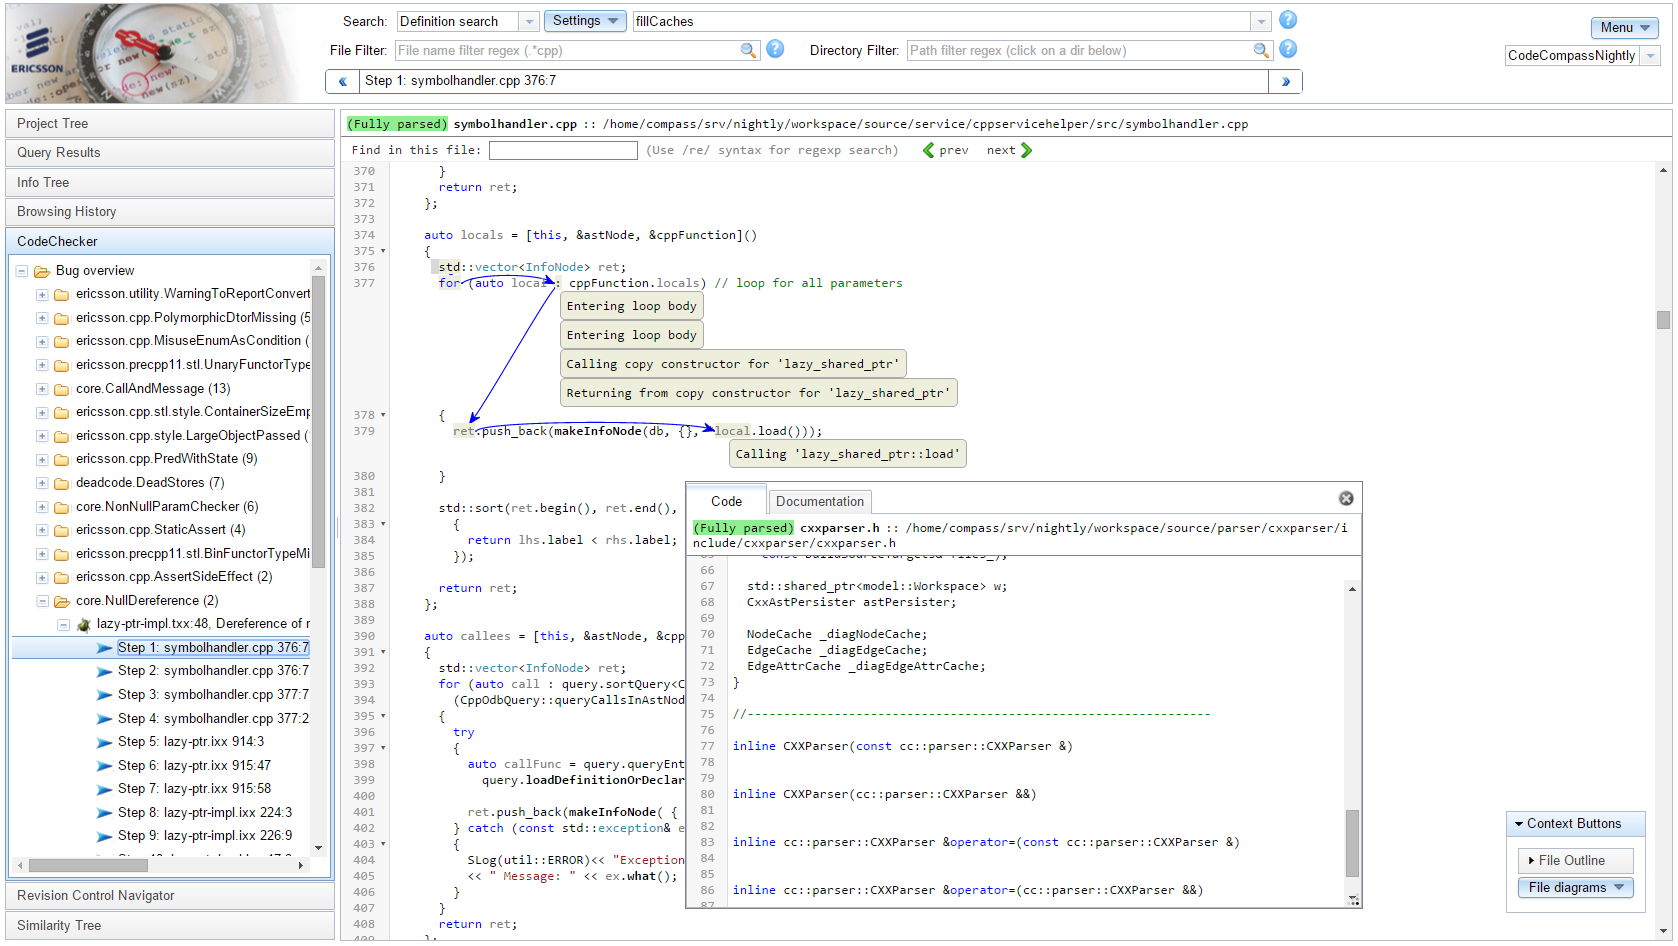 ERICSSON
Search: Definition search Settings fillCaches
File Filter: File name filter regex (.*cpp) Directory Filter: Path filter regex (click on a dir below)
Step 1: symbolhandler.cpp 376:7
Menu
CodeCompassNightly
Project Tree
Query Results
Info Tree
Browsing History
CodeChecker
Bug overview
ericsson.utility.WarningToReportConvert
ericsson.cpp.PolymorphicDtorMissing (5
ericsson.cpp.MisuseEnumAsCondition (
ericsson.precpp11.stl.UnaryFunctorType
core.CallAndMessage (13)
ericsson.cpp.stl.style.ContainerSizeEmp
ericsson.cpp.style.LargeObjectPassed (
ericsson.cpp.PredWithState (9)
deadcode.DeadStores (7)
core.NonNullParamChecker (6)
ericsson.cpp.StaticAssert (4)
ericsson.precpp11.stl.BinFunctorTypeMi
ericsson.cpp.AssertSideEffect (2)
core.NullDereference (2)
lazy-ptr-impl.txx:48, Dereference of r
Step 1: symbolhandler.cpp 376:7
Step 2: symbolhandler.cpp 376:7
Step 3: symbolhandler.cpp 377:7
Step 4: symbolhandler.cpp 377:2
Step 5: lazy-ptr.ixx 914:3
Step 6: lazy-ptr.ixx 915:47
Step 7: lazy-ptr.ixx 915:58
Step 8: lazy-ptr-impl.ixx 224:3
Step 9: lazy-ptr-impl.ixx 226:9
Revision Control Navigator
Similarity Tree
(Fully parsed) symbolhandler.cpp :: /home/compass/srv/nightly/workspace/source/service/cppservicehelper/src/symbolhandler.cpp
Find in this file: (Use /re/ syntax for regexp search) prev next
370 }
371 return ret;
372 };
373
374 auto locals = [this, &astNode, &cppFunction]()
375 {
376 std::vector<InfoNode> ret;
377 for (auto local : cppFunction.locals) // loop for all parameters
Entering loop body
Entering loop body
Calling copy constructor for 'lazy_shared_ptr'
Returning from copy constructor for 'lazy_shared_ptr'
378 {
379 ret.push_back(makeInfoNode(db, {}, local.load()));
Calling 'lazy_shared_ptr::load'
380 }
381
382 std::sort(ret.begin(), ret.end(),
383 {
384 return lhs.label < rhs.label;
385 });
386
387 return ret;
388 };
389
390 auto callees = [this, &astNode, &cpp
391 {
392 std::vector<InfoNode> ret;
393 for (auto call : query.sortQuery<C
394 (CppOdbQuery::queryCallsInAstNod
395 {
396 try
397 {
398 auto callFunc = query.queryEnt
399 query.loadDefinitionOrDeclar
400
401 ret.push_back(makeInfoNode( {
402 } catch (const std::exception& e
403 {
404 SLog(util::ERROR)<< "Exception
405 << " Message: " << ex.what();
406 }
407 }
408 return ret;
409 };
Code Documentation
(Fully parsed) cxxparser.h :: /home/compass/srv/nightly/workspace/source/parser/cxxparser/i
nclude/cxxparser/cxxparser.h
66
67 std::shared_ptr<model::Workspace> w;
68 CxxAstPersister astPersister;
69
70 NodeCache _diagNodeCache;
71 EdgeCache _diagEdgeCache;
72 EdgeAttrCache _diagEdgeAttrCache;
73 }
74
75 //----------------------------------------------------------------
76
77 inline CXXParser(const cc::parser::CXXParser &)
78
79
80 inline CXXParser(cc::parser::CXXParser &&)
81
82
83 inline cc::parser::CXXParser &operator=(const cc::parser::CXXParser &)
84
85
86 inline cc::parser::CXXParser &operator=(cc::parser::CXXParser &&)
87
Context Buttons
File Outline
File diagrams